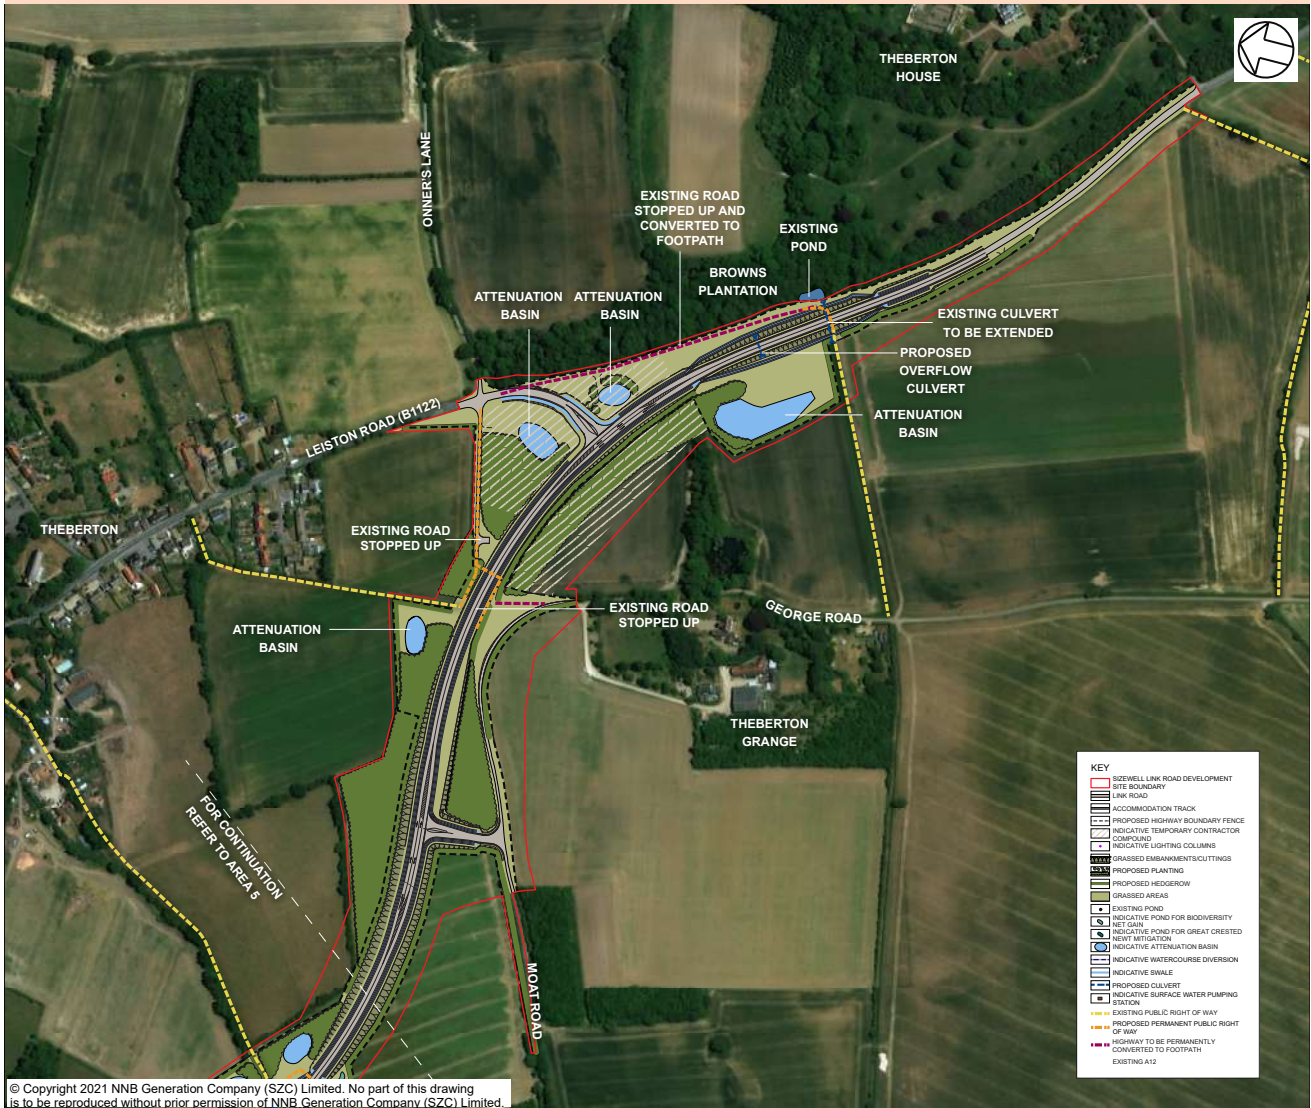 THEBERTON
HOUSE
ONNER'S LANE
EXISTING ROAD
STOPPED UP AND
CONVERTED TO
FOOTPATH
EXISTING
POND
BROWNS
PLANTATION
ATTENUATION
BASIN
ATTENUATION
BASIN
EXISTING CULVERT
TO BE EXTENDED
PROPOSED
OVERFLOW
CULVERT
ATTENUATION
BASIN
LEISTON ROAD (B1122)
THEBERTON
EXISTING ROAD
STOPPED UP
EXISTING ROAD
STOPPED UP
GEORGE ROAD
ATTENUATION
BASIN
THEBERTON
GRANGE
FOR CONTINUATION
REFER TO AREA 5
MOAT ROAD
KEY
SIZEWELL LINK ROAD DEVELOPMENT
SITE BOUNDARY
LINK ROAD
ACCOMMODATION TRACK
PROPOSED HIGHWAY BOUNDARY FENCE
INDICATIVE TEMPORARY CONTRACTOR
COMPOUND
INDICATIVE LIGHTING COLUMNS
GRASSED EMBANKMENTS/CUTTINGS
PROPOSED PLANTING
PROPOSED HEDGEROW
GRASSED AREAS
EXISTING POND
INDICATIVE POND FOR BIODIVERSITY
NET GAIN
INDICATIVE POND FOR GREAT CRESTED
NEWT MITIGATION
INDICATIVE ATTENUATION BASIN
INDICATIVE WATERCOURSE DIVERSION
INDICATIVE SWALE
PROPOSED CULVERT
INDICATIVE SURFACE WATER PUMPING
STATION
EXISTING PUBLIC RIGHT OF WAY
PROPOSED PERMANENT PUBLIC RIGHT
OF WAY
HIGHWAY TO BE PERMANENTLY
CONVERTED TO FOOTPATH
EXISTING A12
© Copyright 2021 NNB Generation Company (SZC) Limited. No part of this drawing
is to be reproduced without prior permission of NNB Generation Company (SZC) Limited.